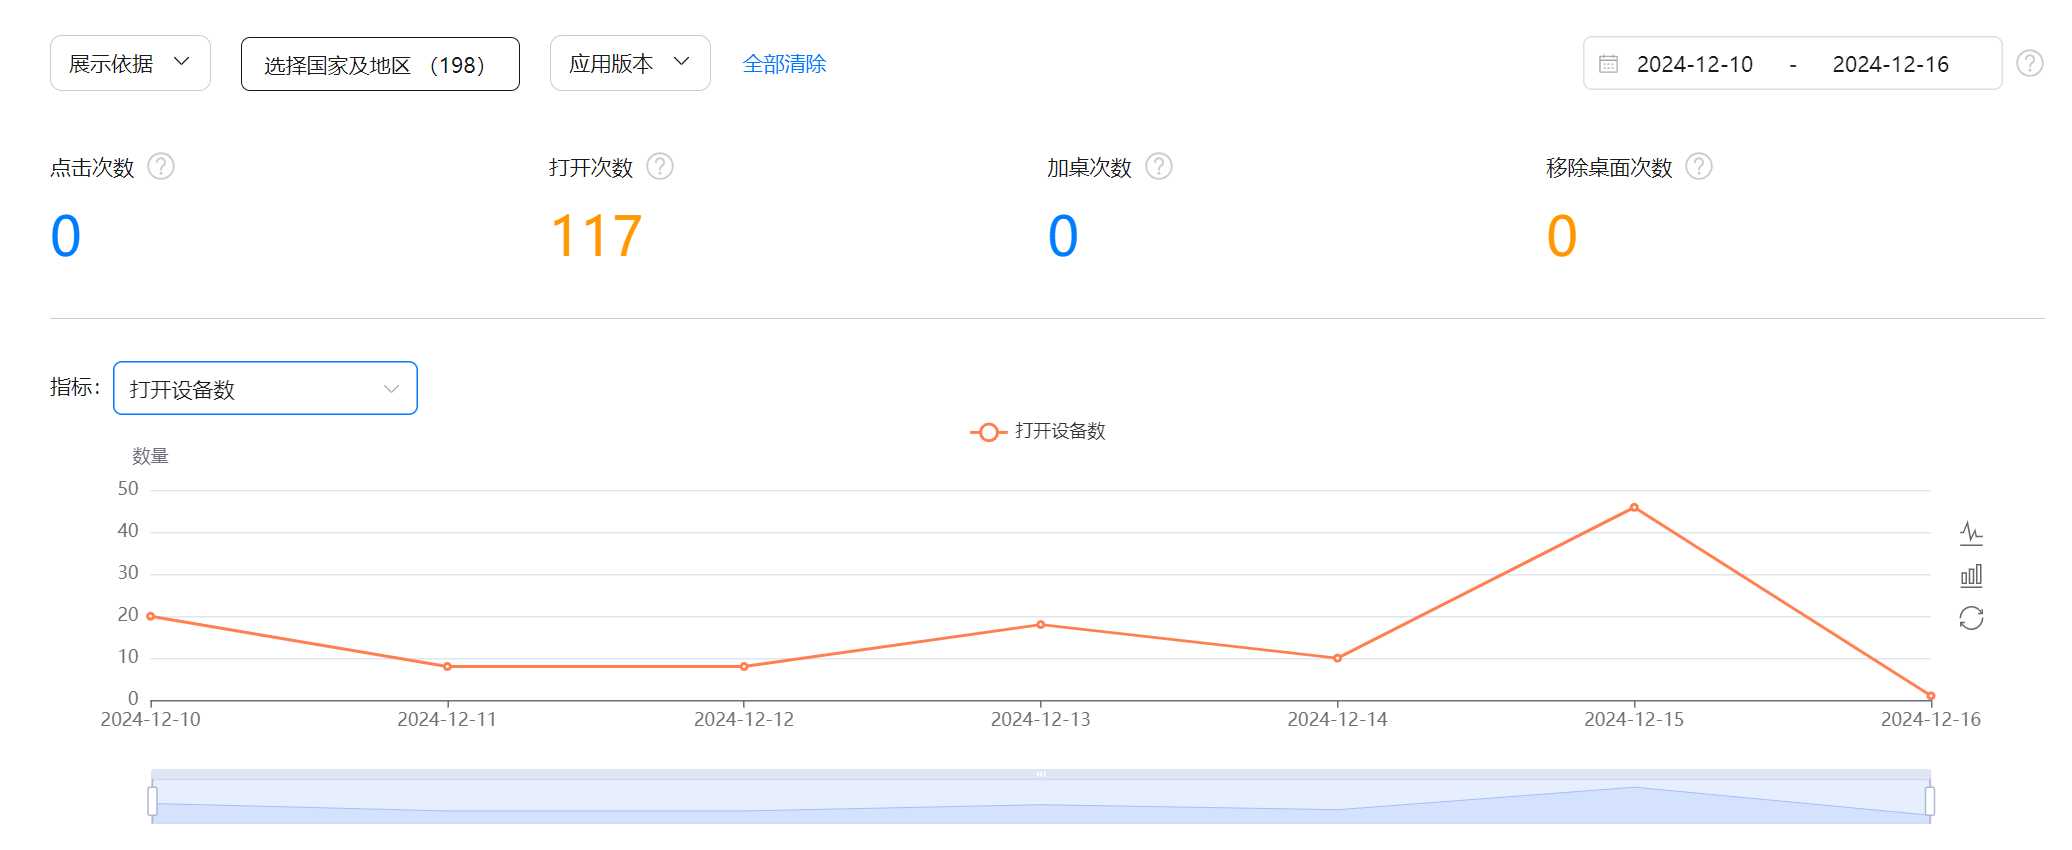 展示依据 选择国家及地区 （198） 应用版本 全部清除 2024-12-10 - 2024-12-16
点击次数 打开次数 加桌次数 移除桌面次数
0 117 0 0
指标： 打开设备数
打开设备数
数量
50
40
30
20
10
0
2024-12-10 2024-12-11 2024-12-12 2024-12-13 2024-12-14 2024-12-15 2024-12-16